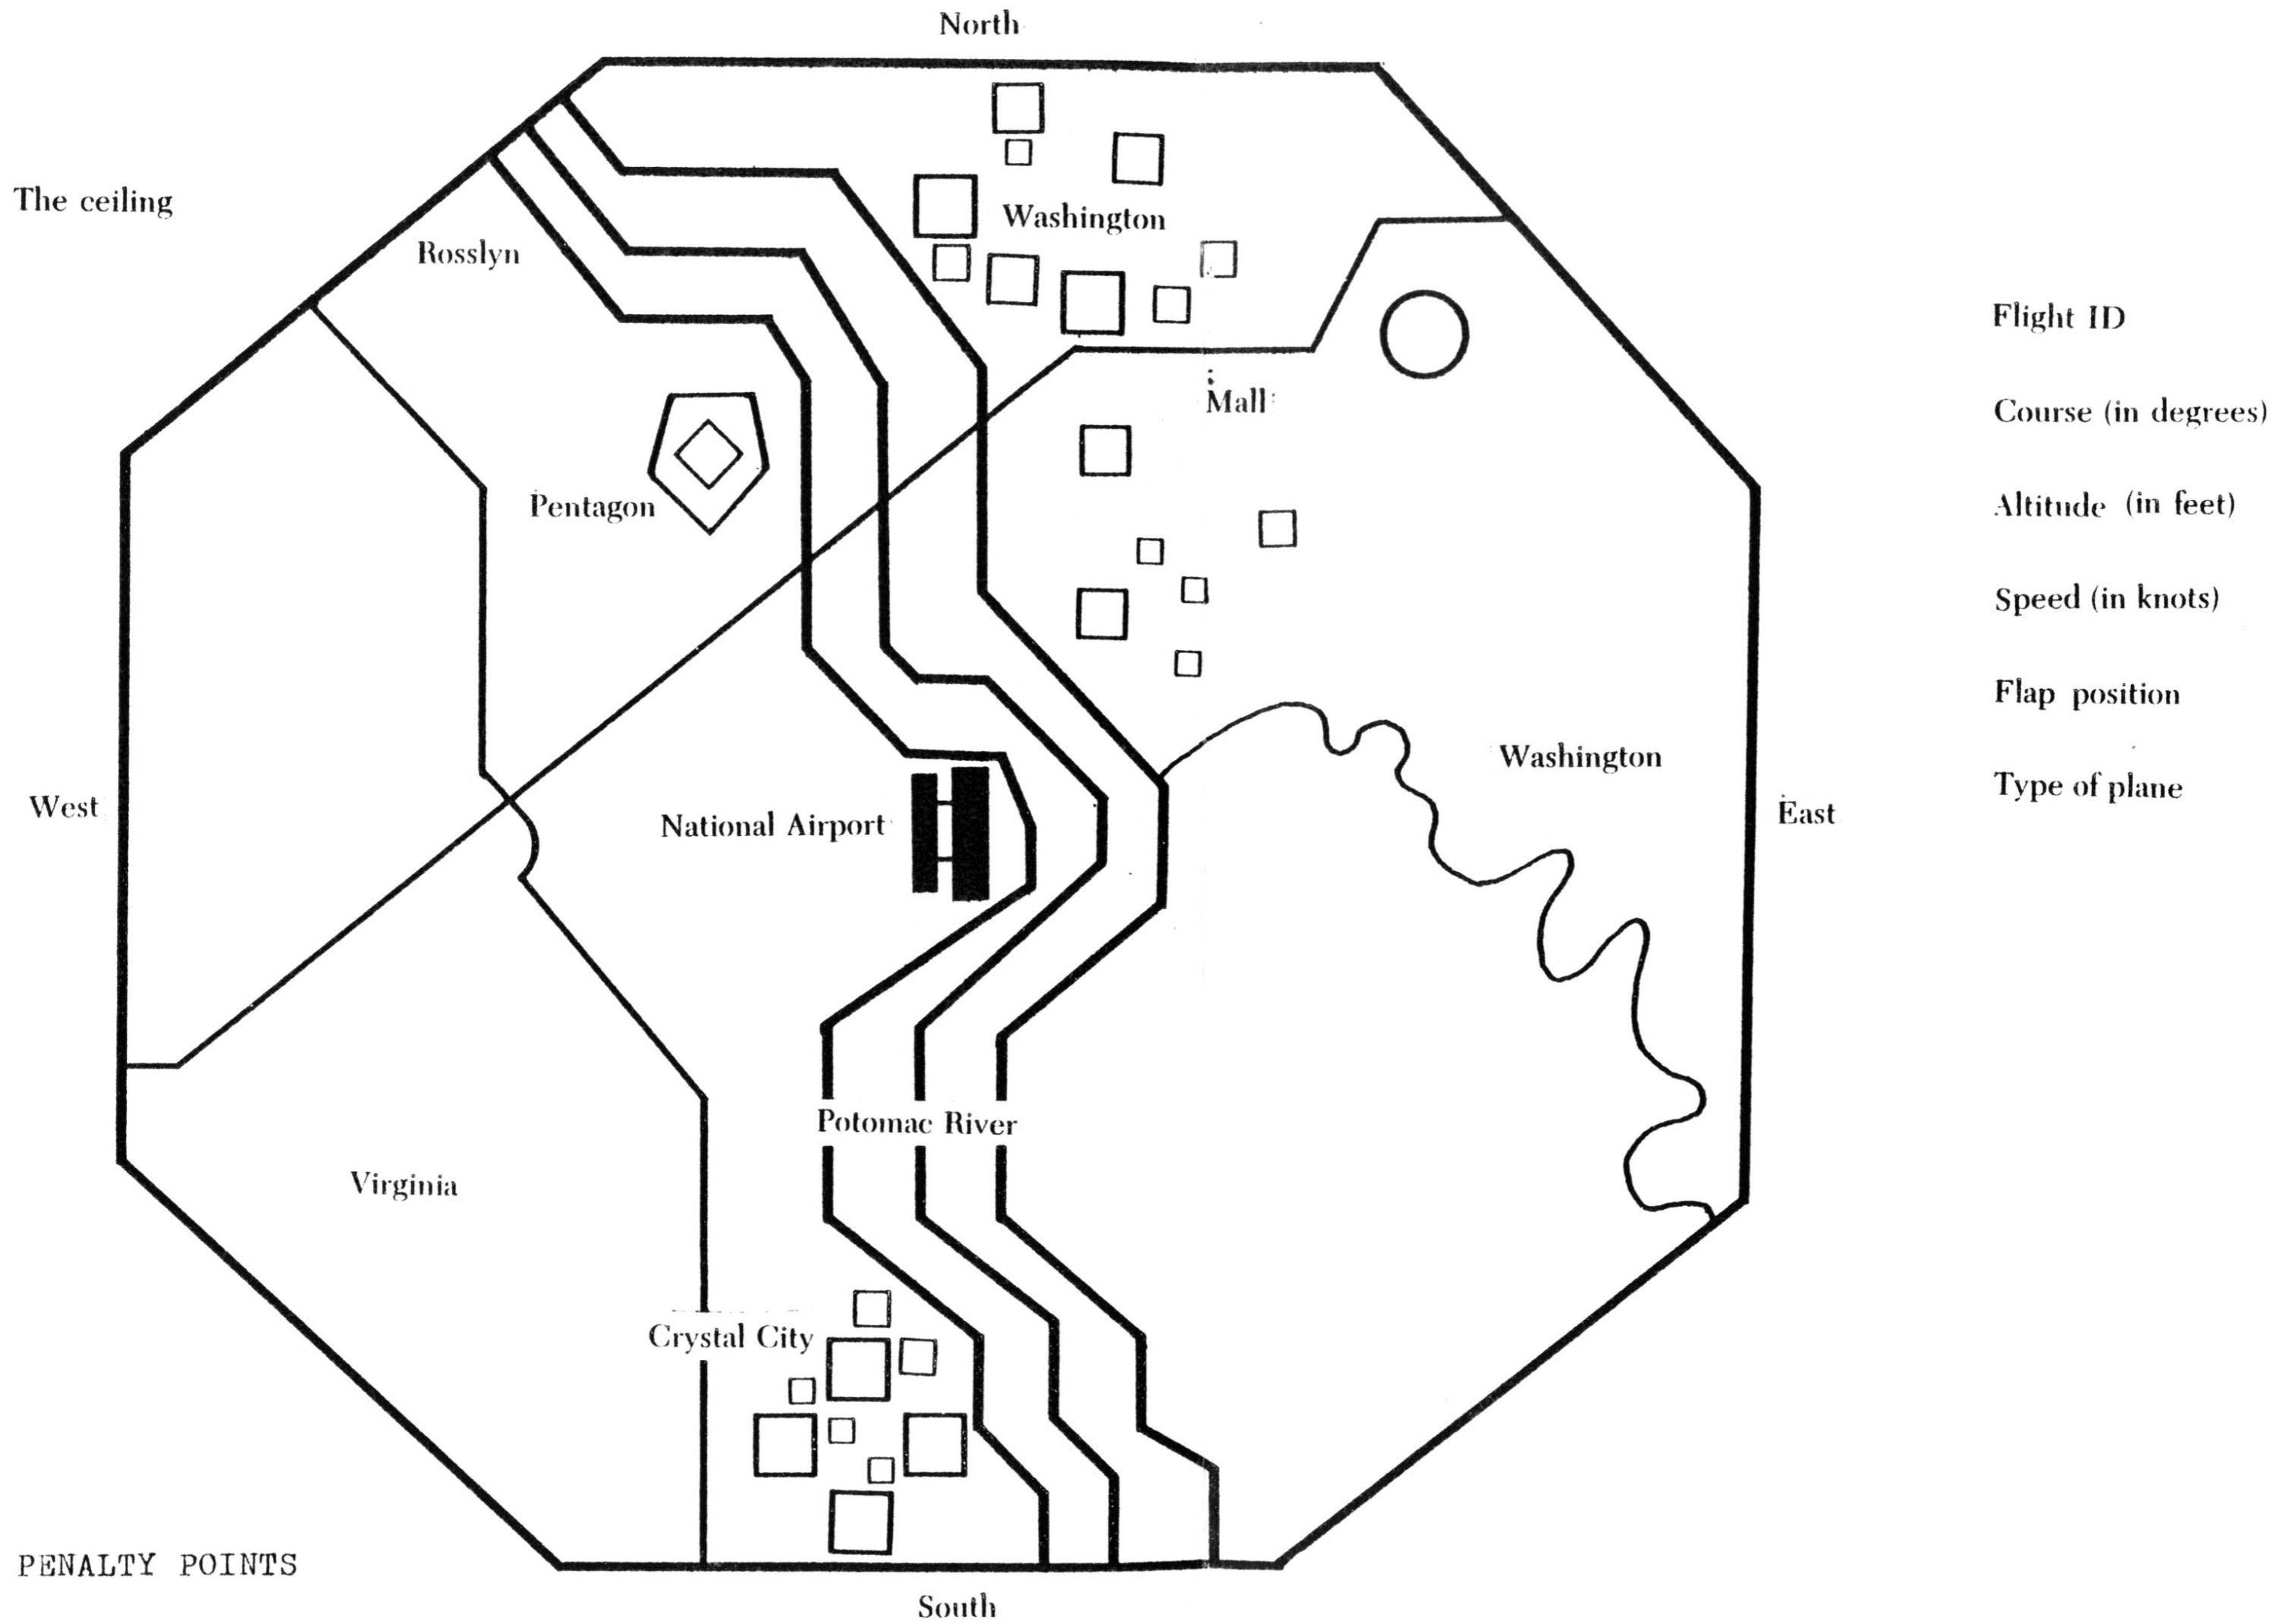 North
The ceiling
Washington
Rosslyn
Flight ID
Mall
Course (in degrees)
Pentagon
Altitude (in feet)
Speed (in knots)
Flap position
Washington
Type of plane
West
National Airport
East
Potomac River
Virginia
Crystal City
PENALTY POINTS
South